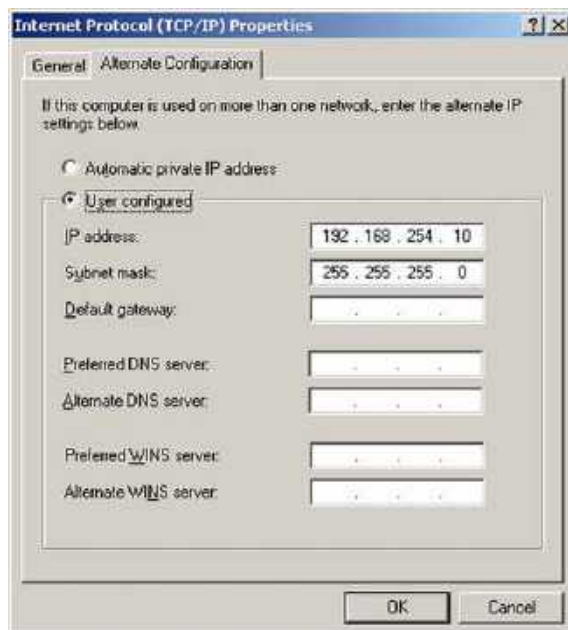 Internet Protocol (TCP/IP) Properties
General
Alternate Configuration
If this computer is used on more than one network, enter the alternate IP
settings below.
Automatic private IP address
User configured
IP address: 192 . 168 . 254 . 10
Subnet mask: 255 . 255 . 255 . 0
Default gateway: . . .
Preferred DNS server: . . .
Alternate DNS server: . . .
Preferred WINS server: . . .
Alternate WINS server: . . .
OK
Cancel